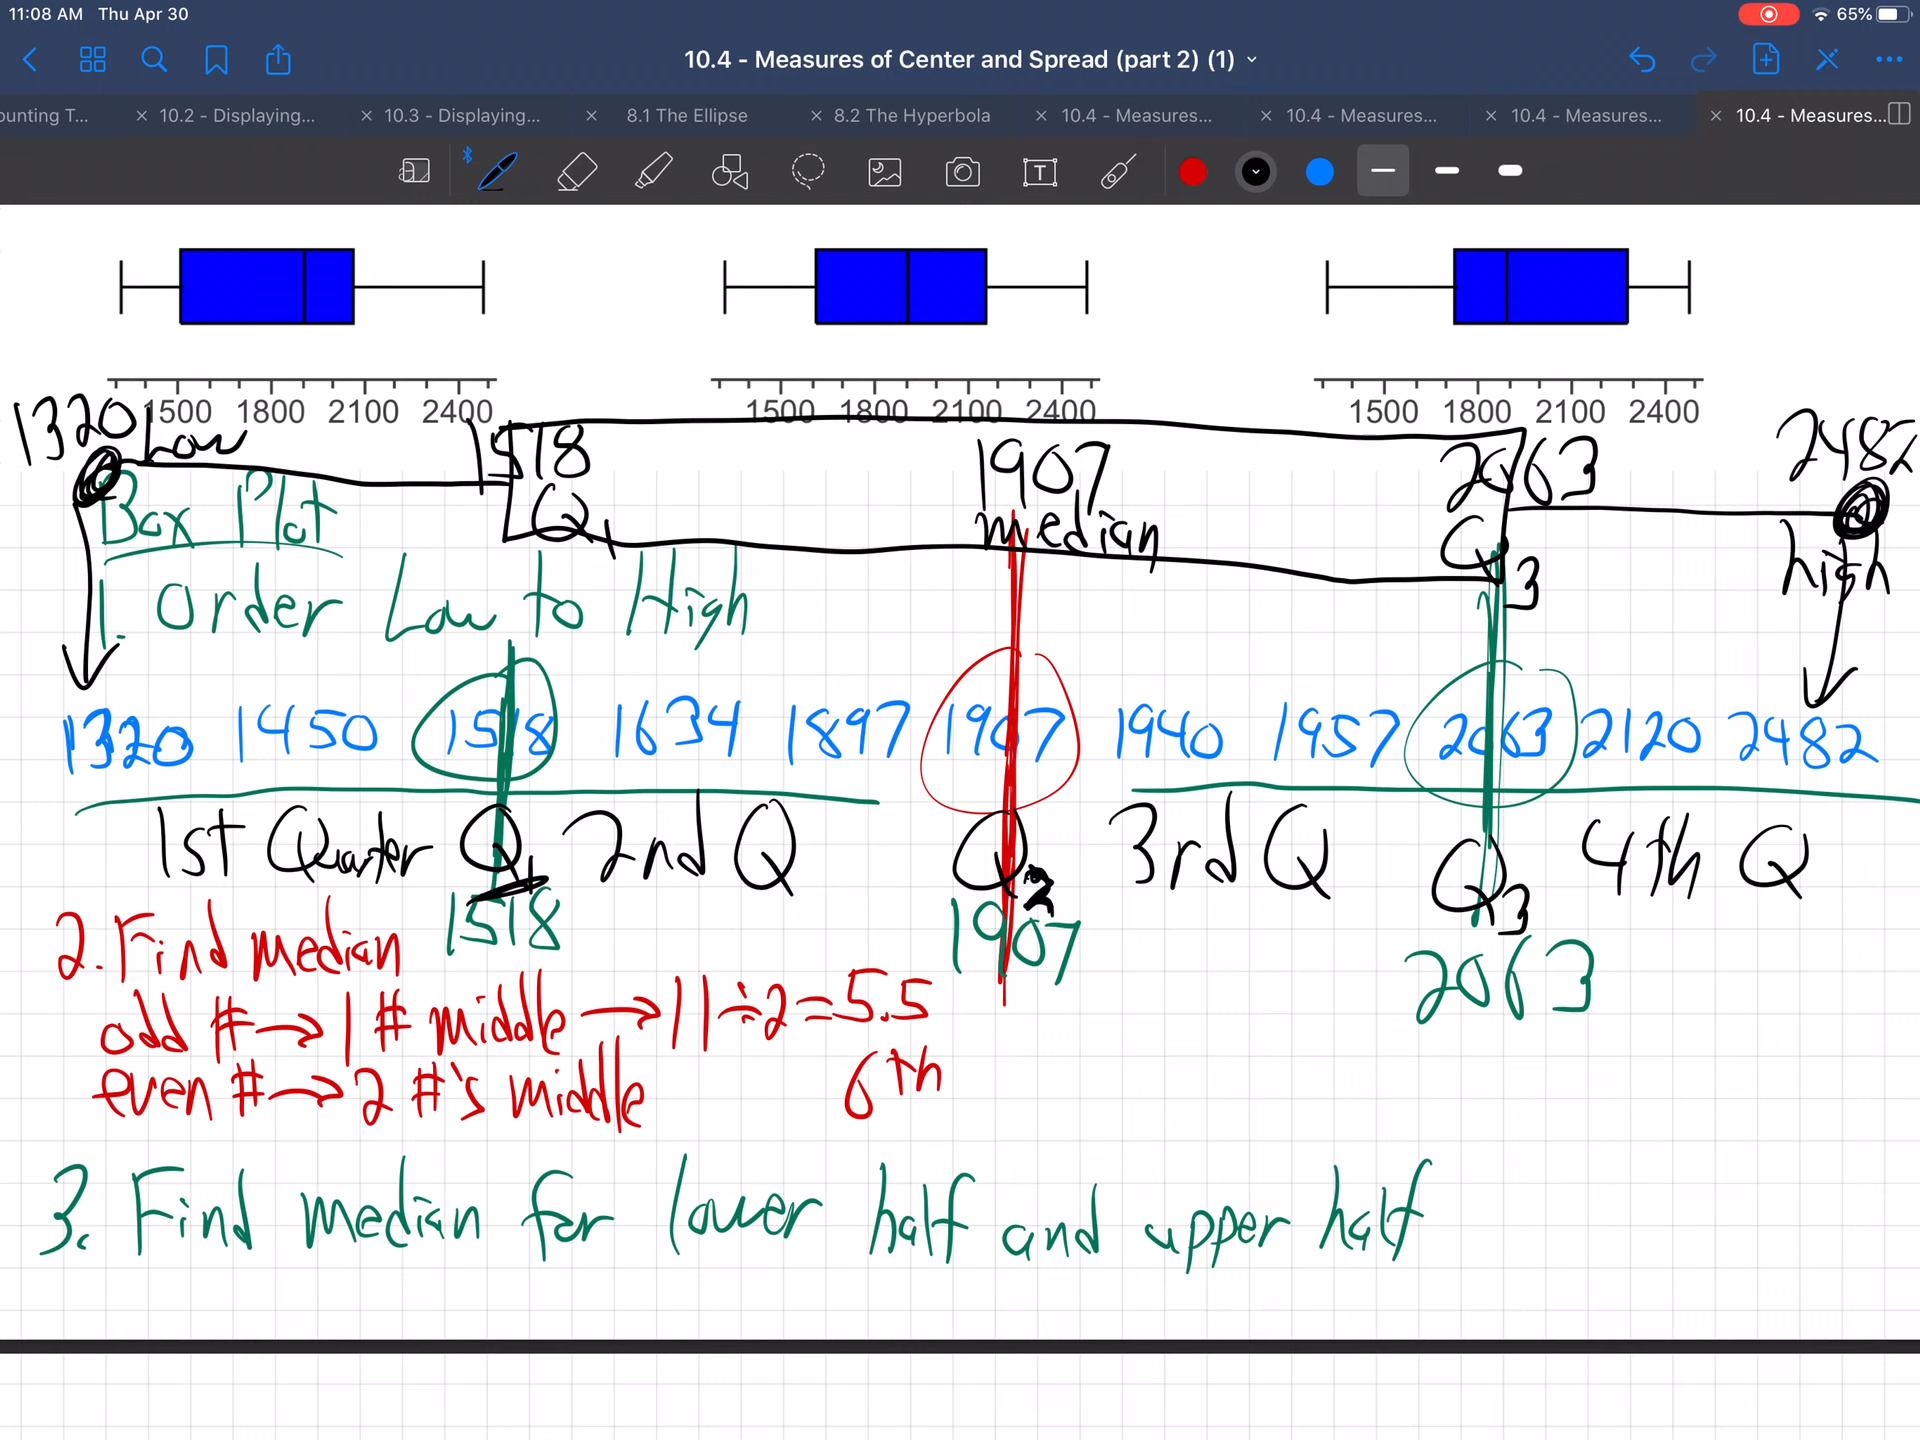 11:08 AM Thu Apr 30
65%
10.4 - Measures of Center and Spread (part 2) (1)
ounting T...
10.2 - Displaying...
10.3 - Displaying...
8.1 The Ellipse
8.2 The Hyperbola
10.4 - Measures...
10.4 - Measures...
10.4 - Measures...
10.4 - Measures...
T
1500 1800 2100 2400
1500 1800 2100 2400
1500 1800 2100 2400
1320 Low
1518
1907
2063
2482
Q1
median
Q3
high
Box Plot
1. Order Low to High
1320 1450 1518 1634 1897 1907 1940 1957 2063 2120 2482
1st Quarter Q1 2nd Q Q2 3rd Q Q3 4th Q
1518 1907 2063
2. Find median
odd # → 1 # middle → 11 ÷ 2 = 5.5
6th
even # → 2 #'s middle
3. Find median for lower half and upper half